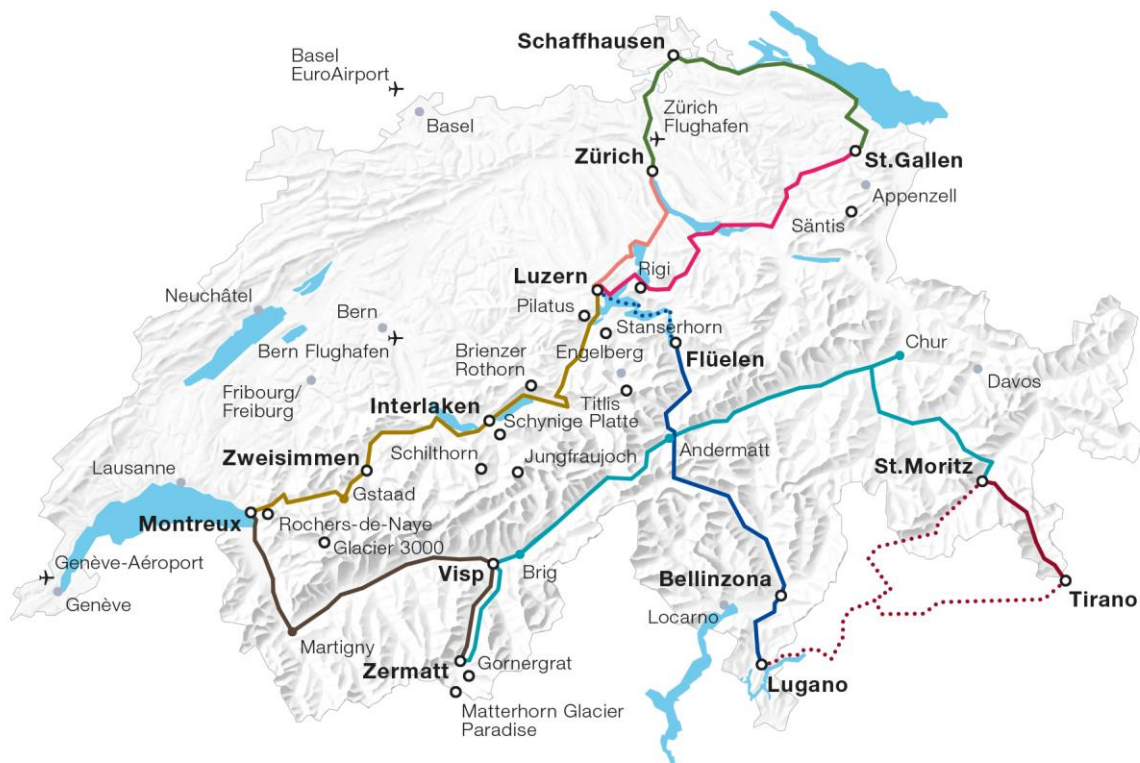 Schaffhausen
Basel
EuroAirport
Basel
Zürich
Flughafen
Zürich
St.Gallen
Appenzell
Säntis
Luzern
Rigi
Neuchâtel
Pilatus
Bern
Stanserhorn
Bern Flughafen
Engelberg
Flüelen
Brienzer
Rothorn
Chur
Fribourg/
Freiburg
Titlis
Davos
Interlaken
Schynige Platte
Andermatt
Zweisimmen
Schilthorn
Jungfraujoch
Lausanne
St.Moritz
Gstaad
Montreux
Rochers-de-Naye
Glacier 3000
Genève-Aéroport
Visp
Brig
Bellinzona
Genève
Locarno
Tirano
Martigny
Zermatt
Gornergrat
Lugano
Matterhorn Glacier
Paradise